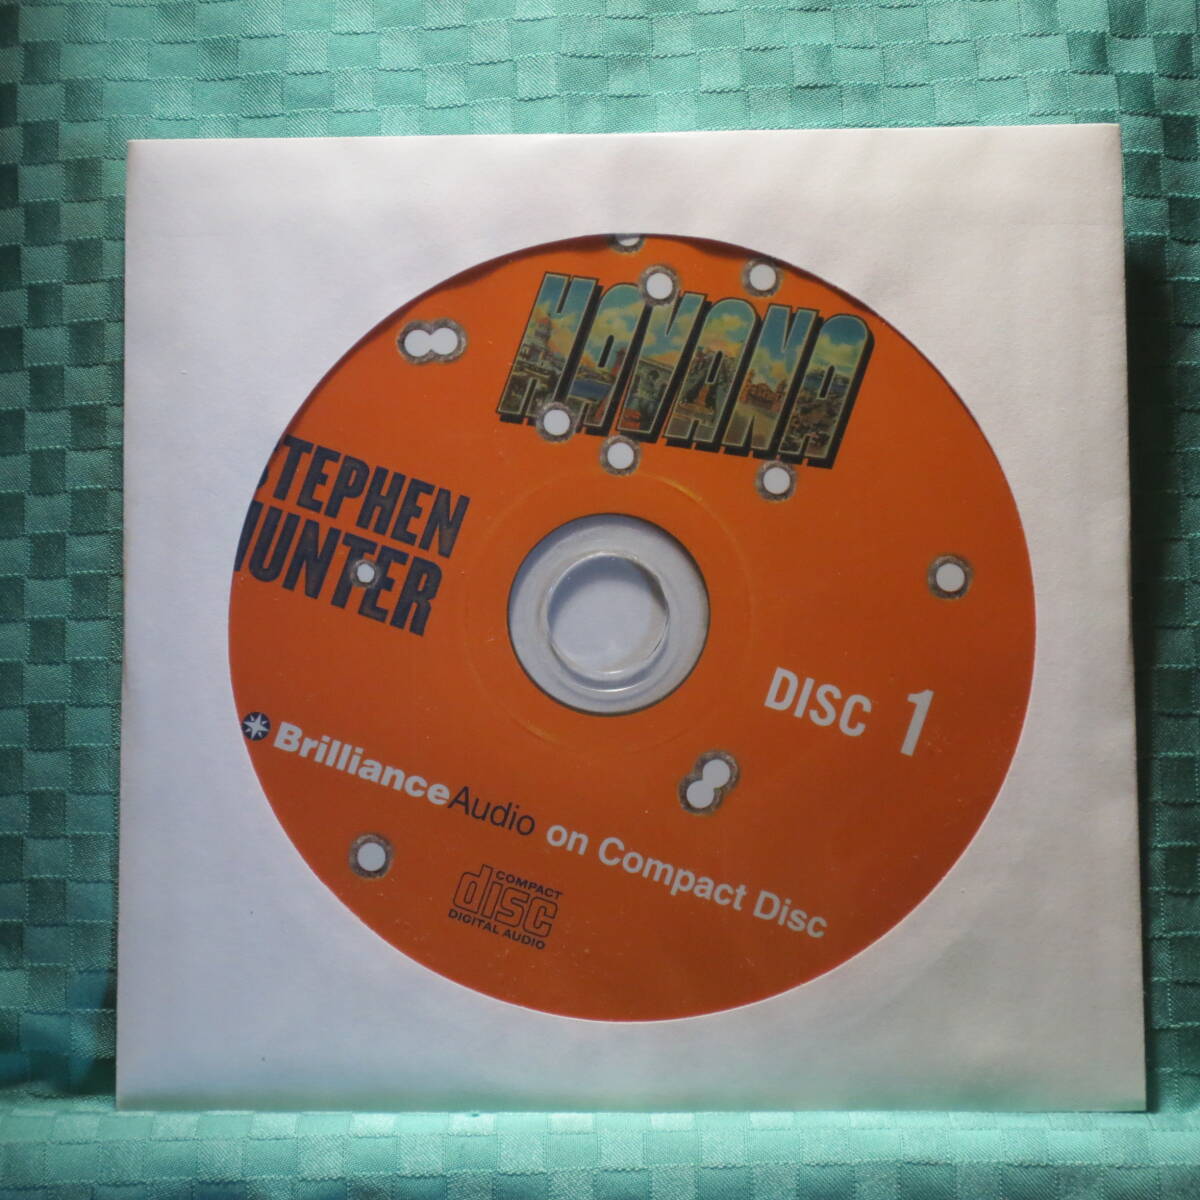 HAVANA
STEPHEN
HUNTER
DISC 1
BrillianceAudio on Compact Disc
COMPACT
disc
DIGITAL AUDIO